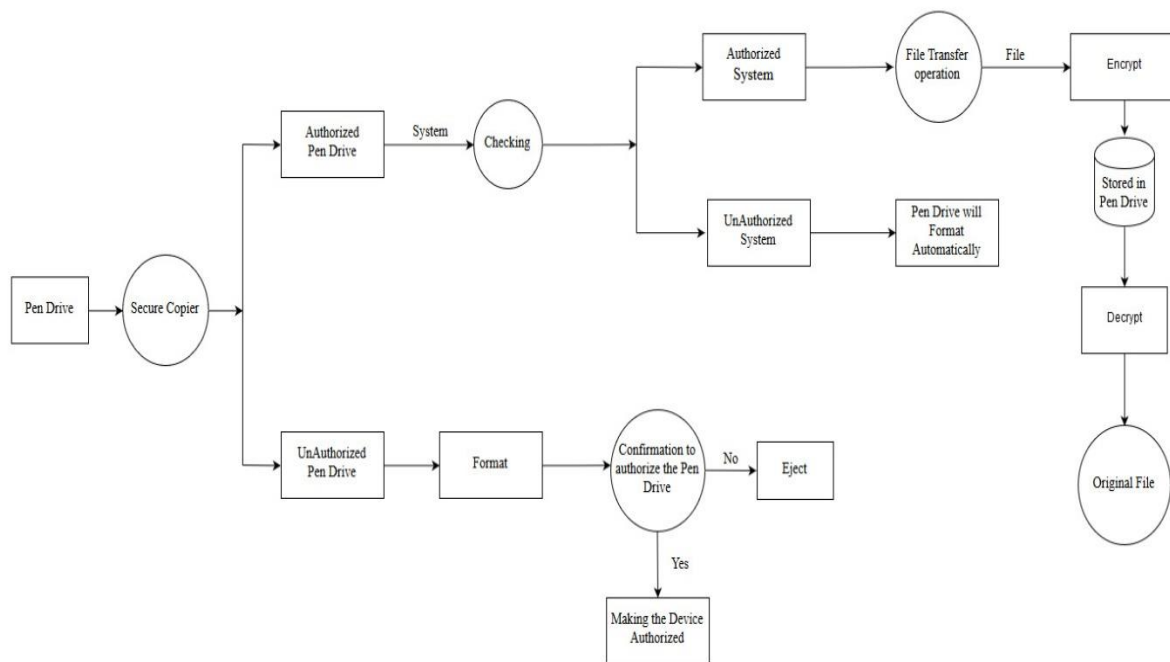 Pen Drive
Secure Copier
Authorized
Pen Drive
System
Checking
Authorized
System
File Transfer
operation
File
Encrypt
Stored in
Pen Drive
Decrypt
Original File
UnAuthorized
System
Pen Drive will
Format
Automatically
UnAuthorized
Pen Drive
Format
Confirmation to
authorize the Pen
Drive
No
Eject
Yes
Making the Device
Authorized